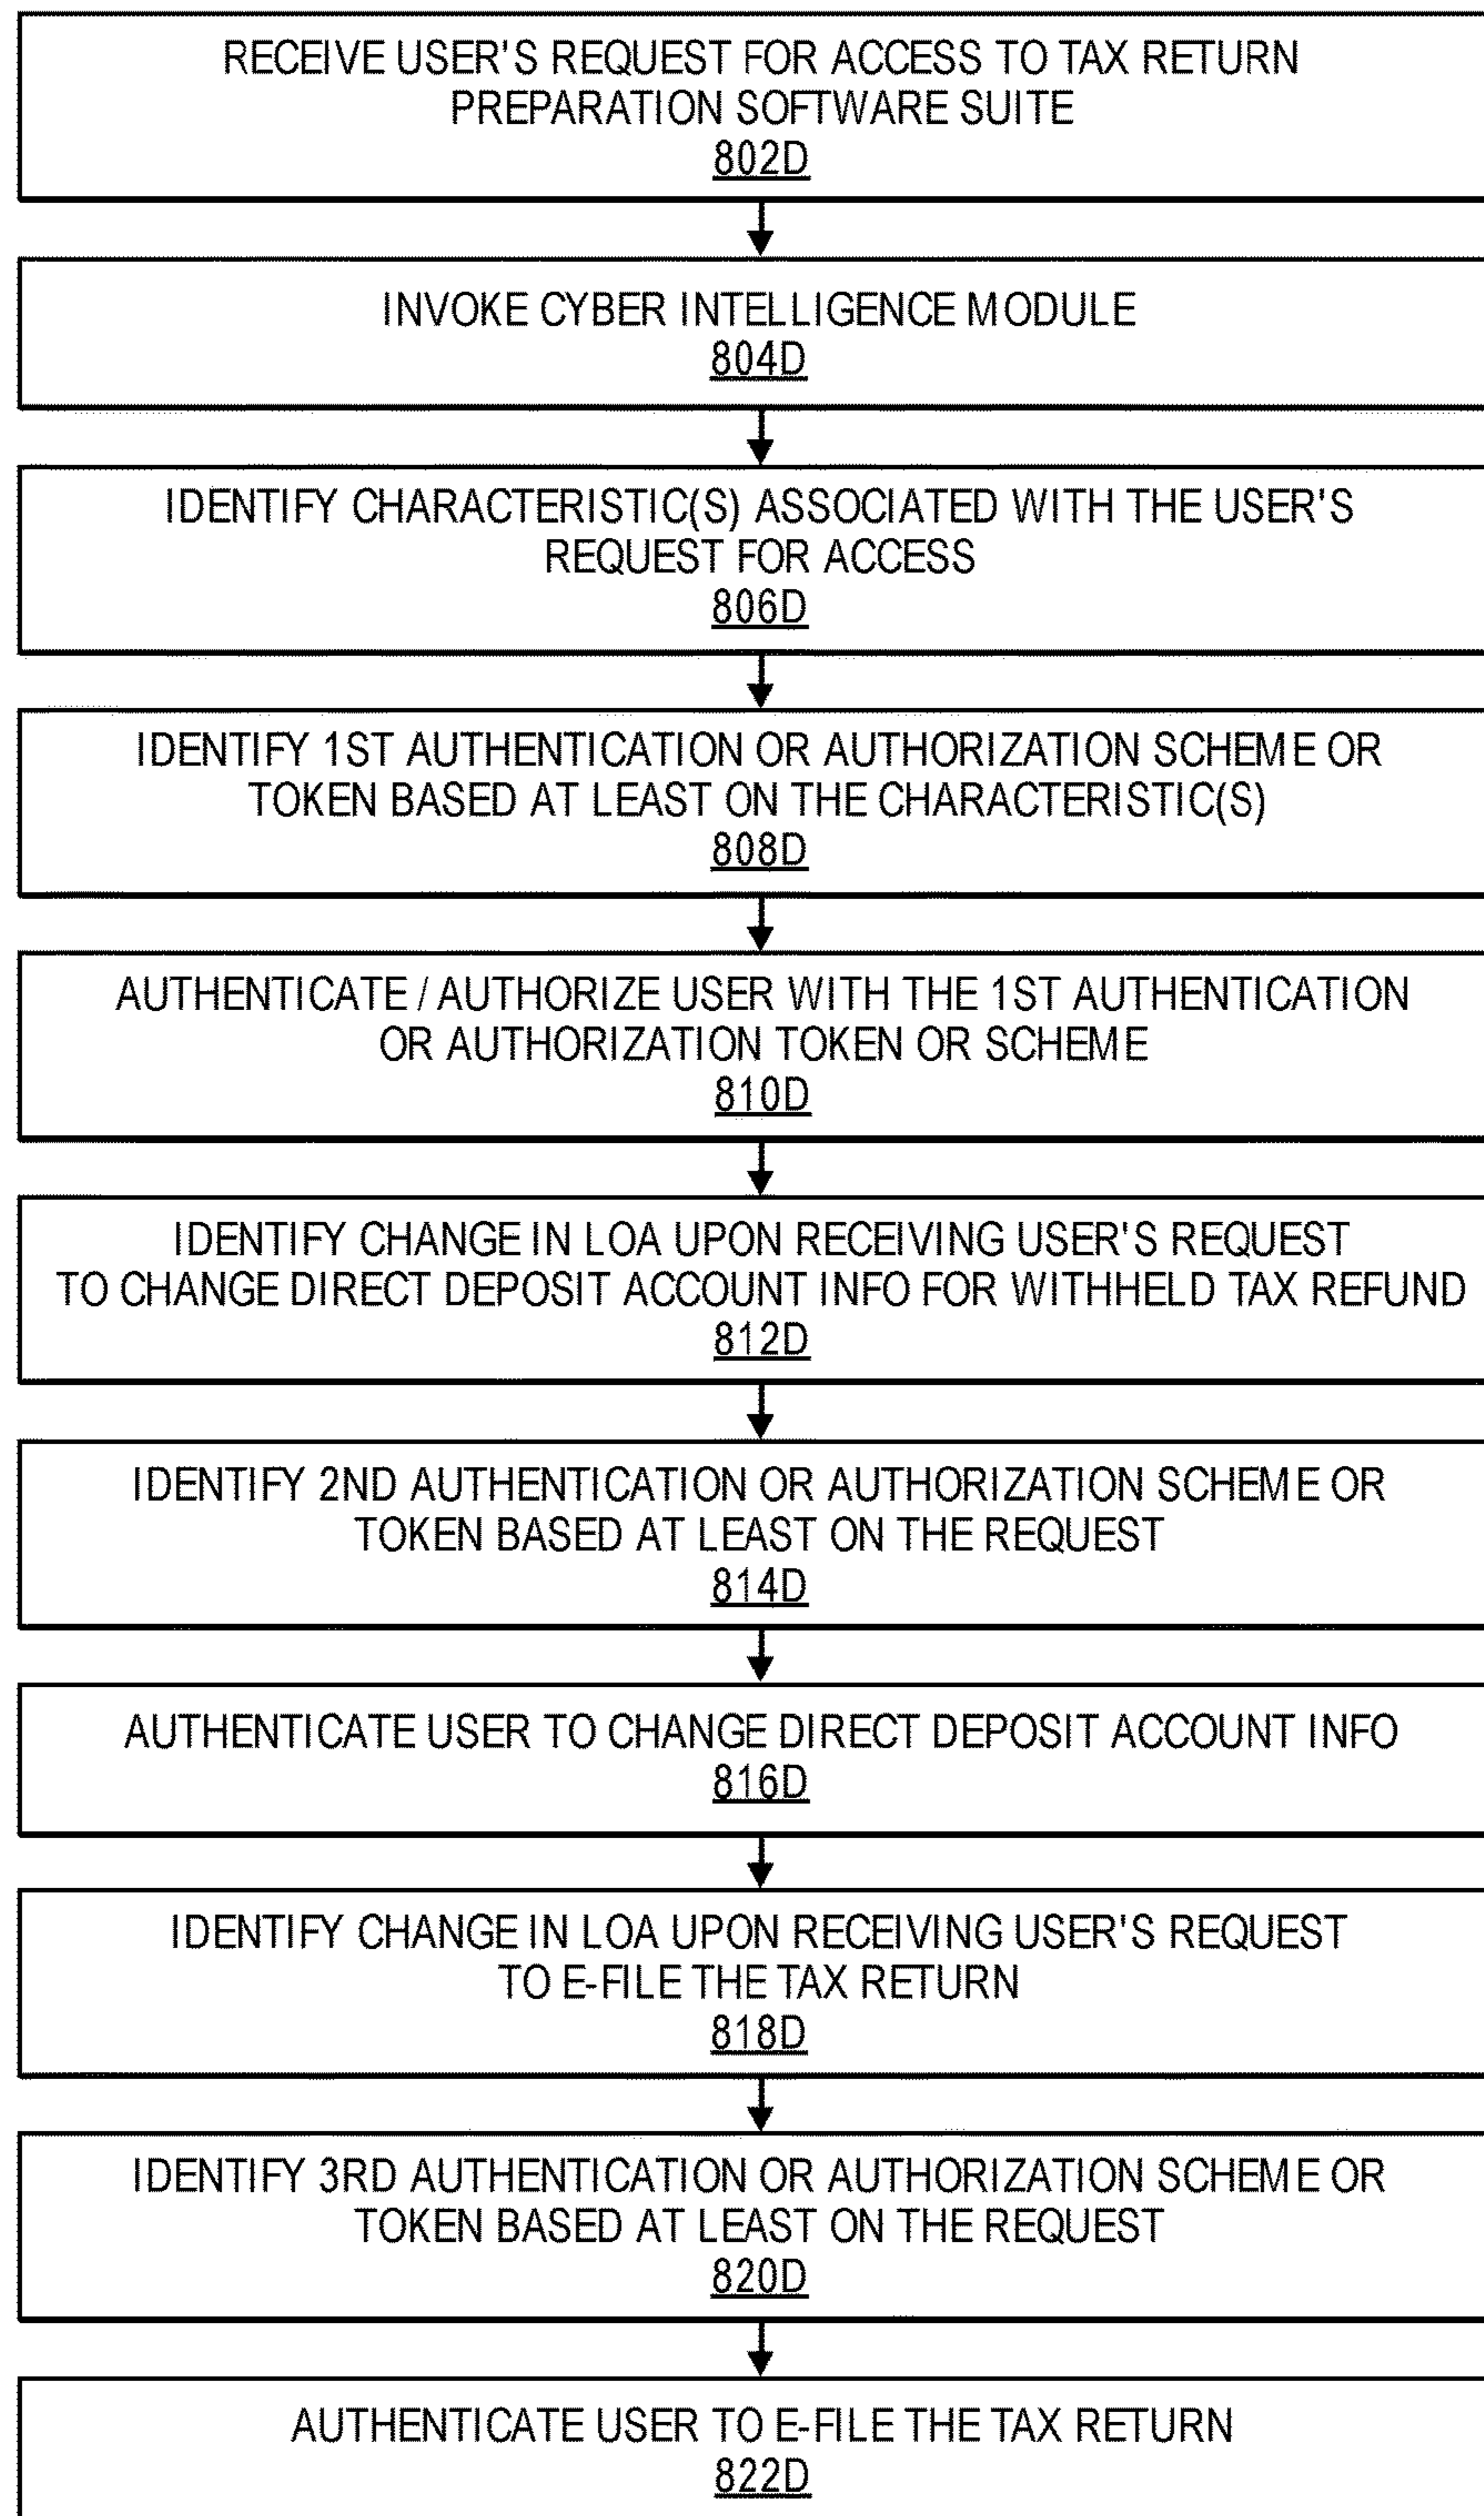 RECEIVE USER'S REQUEST FOR ACCESS TO TAX RETURN
PREPARATION SOFTWARE SUITE
802D
INVOKE CYBER INTELLIGENCE MODULE
804D
IDENTIFY CHARACTERISTIC(S) ASSOCIATED WITH THE USER'S
REQUEST FOR ACCESS
806D
IDENTIFY 1ST AUTHENTICATION OR AUTHORIZATION SCHEME OR
TOKEN BASED AT LEAST ON THE CHARACTERISTIC(S)
808D
AUTHENTICATE / AUTHORIZE USER WITH THE 1ST AUTHENTICATION
OR AUTHORIZATION TOKEN OR SCHEME
810D
IDENTIFY CHANGE IN LOA UPON RECEIVING USER'S REQUEST
TO CHANGE DIRECT DEPOSIT ACCOUNT INFO FOR WITHHELD TAX REFUND
812D
IDENTIFY 2ND AUTHENTICATION OR AUTHORIZATION SCHEME OR
TOKEN BASED AT LEAST ON THE REQUEST
814D
AUTHENTICATE USER TO CHANGE DIRECT DEPOSIT ACCOUNT INFO
816D
IDENTIFY CHANGE IN LOA UPON RECEIVING USER'S REQUEST
TO E-FILE THE TAX RETURN
818D
IDENTIFY 3RD AUTHENTICATION OR AUTHORIZATION SCHEME OR
TOKEN BASED AT LEAST ON THE REQUEST
820D
AUTHENTICATE USER TO E-FILE THE TAX RETURN
822D